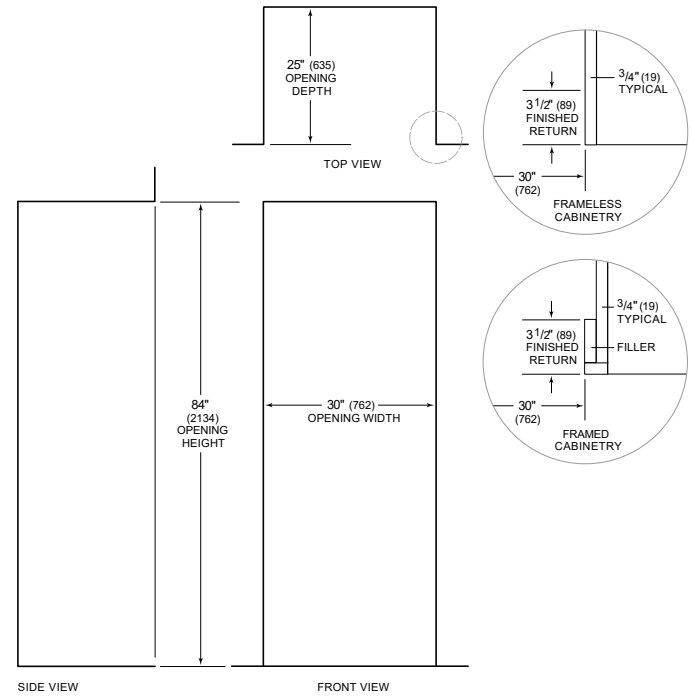 25" (635)
OPENING
DEPTH
TOP VIEW
3/4" (19)
TYPICAL
3 1/2" (89)
FINISHED
RETURN
30"
(762)
FRAMELESS
CABINETRY
3/4" (19)
TYPICAL
3 1/2" (89)
FINISHED
RETURN
FILLER
30"
(762)
FRAMED
CABINETRY
84"
(2134)
OPENING
HEIGHT
30" (762)
OPENING WIDTH
SIDE VIEW
FRONT VIEW